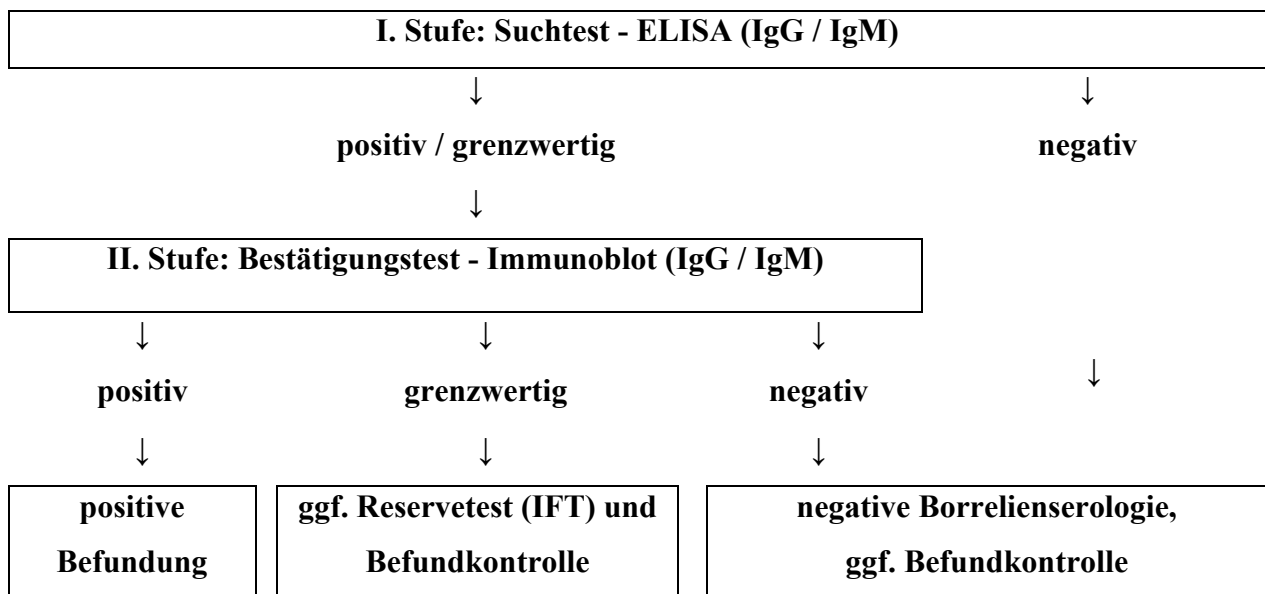 I. Stufe: Suchtest - ELISA (IgG / IgM)
↓ ↓
positiv / grenzwertig negativ
↓
II. Stufe: Bestätigungstest - Immunoblot (IgG / IgM)
↓ ↓ ↓
↓
positiv grenzwertig negativ
↓ ↓ ↓
positive ggf. Reservetest (IFT) und negative Borrelienserologie,
Befundung Befundkontrolle ggf. Befundkontrolle